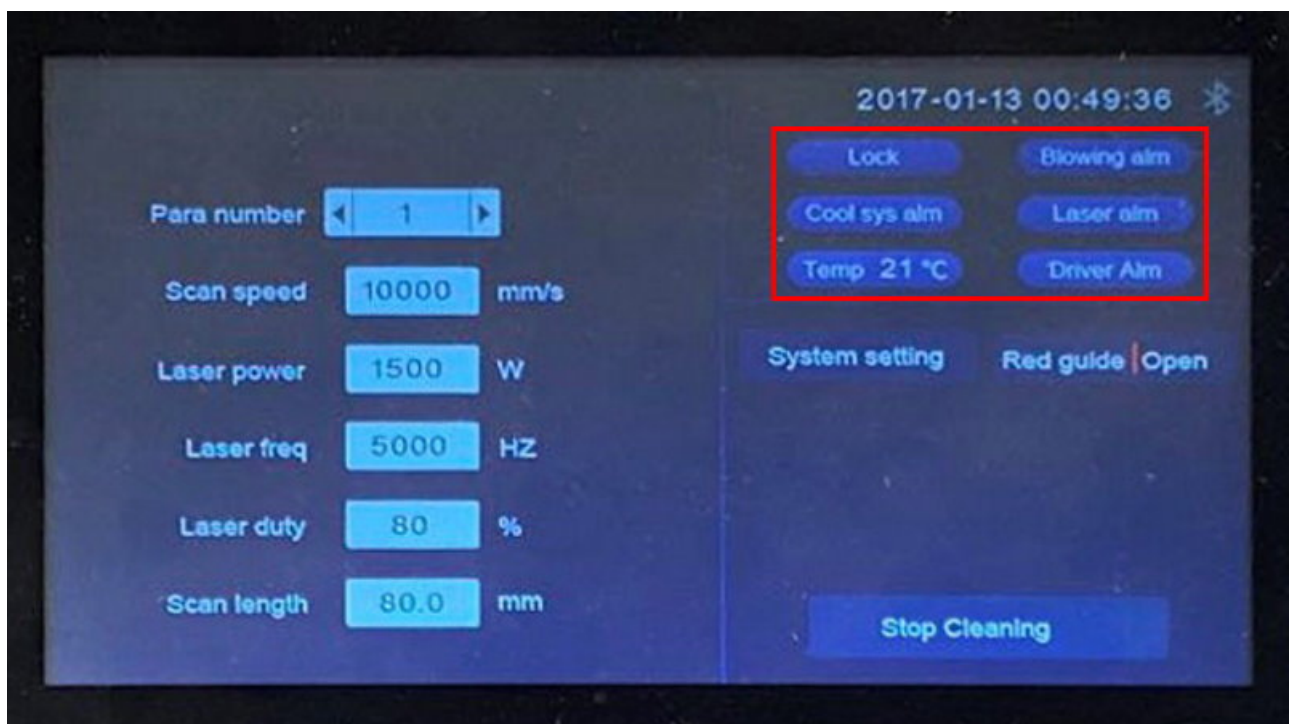 2017-01-13 00:49:36
Lock
Blowing alm
Cool sys alm
Laser alm
Temp 21 °C
Driver Alm
Para number 1
Scan speed 10000 mm/s
Laser power 1500 W
Laser freq 5000 HZ
Laser duty 80 %
Scan length 80.0 mm
System setting
Red guide Open
Stop Cleaning